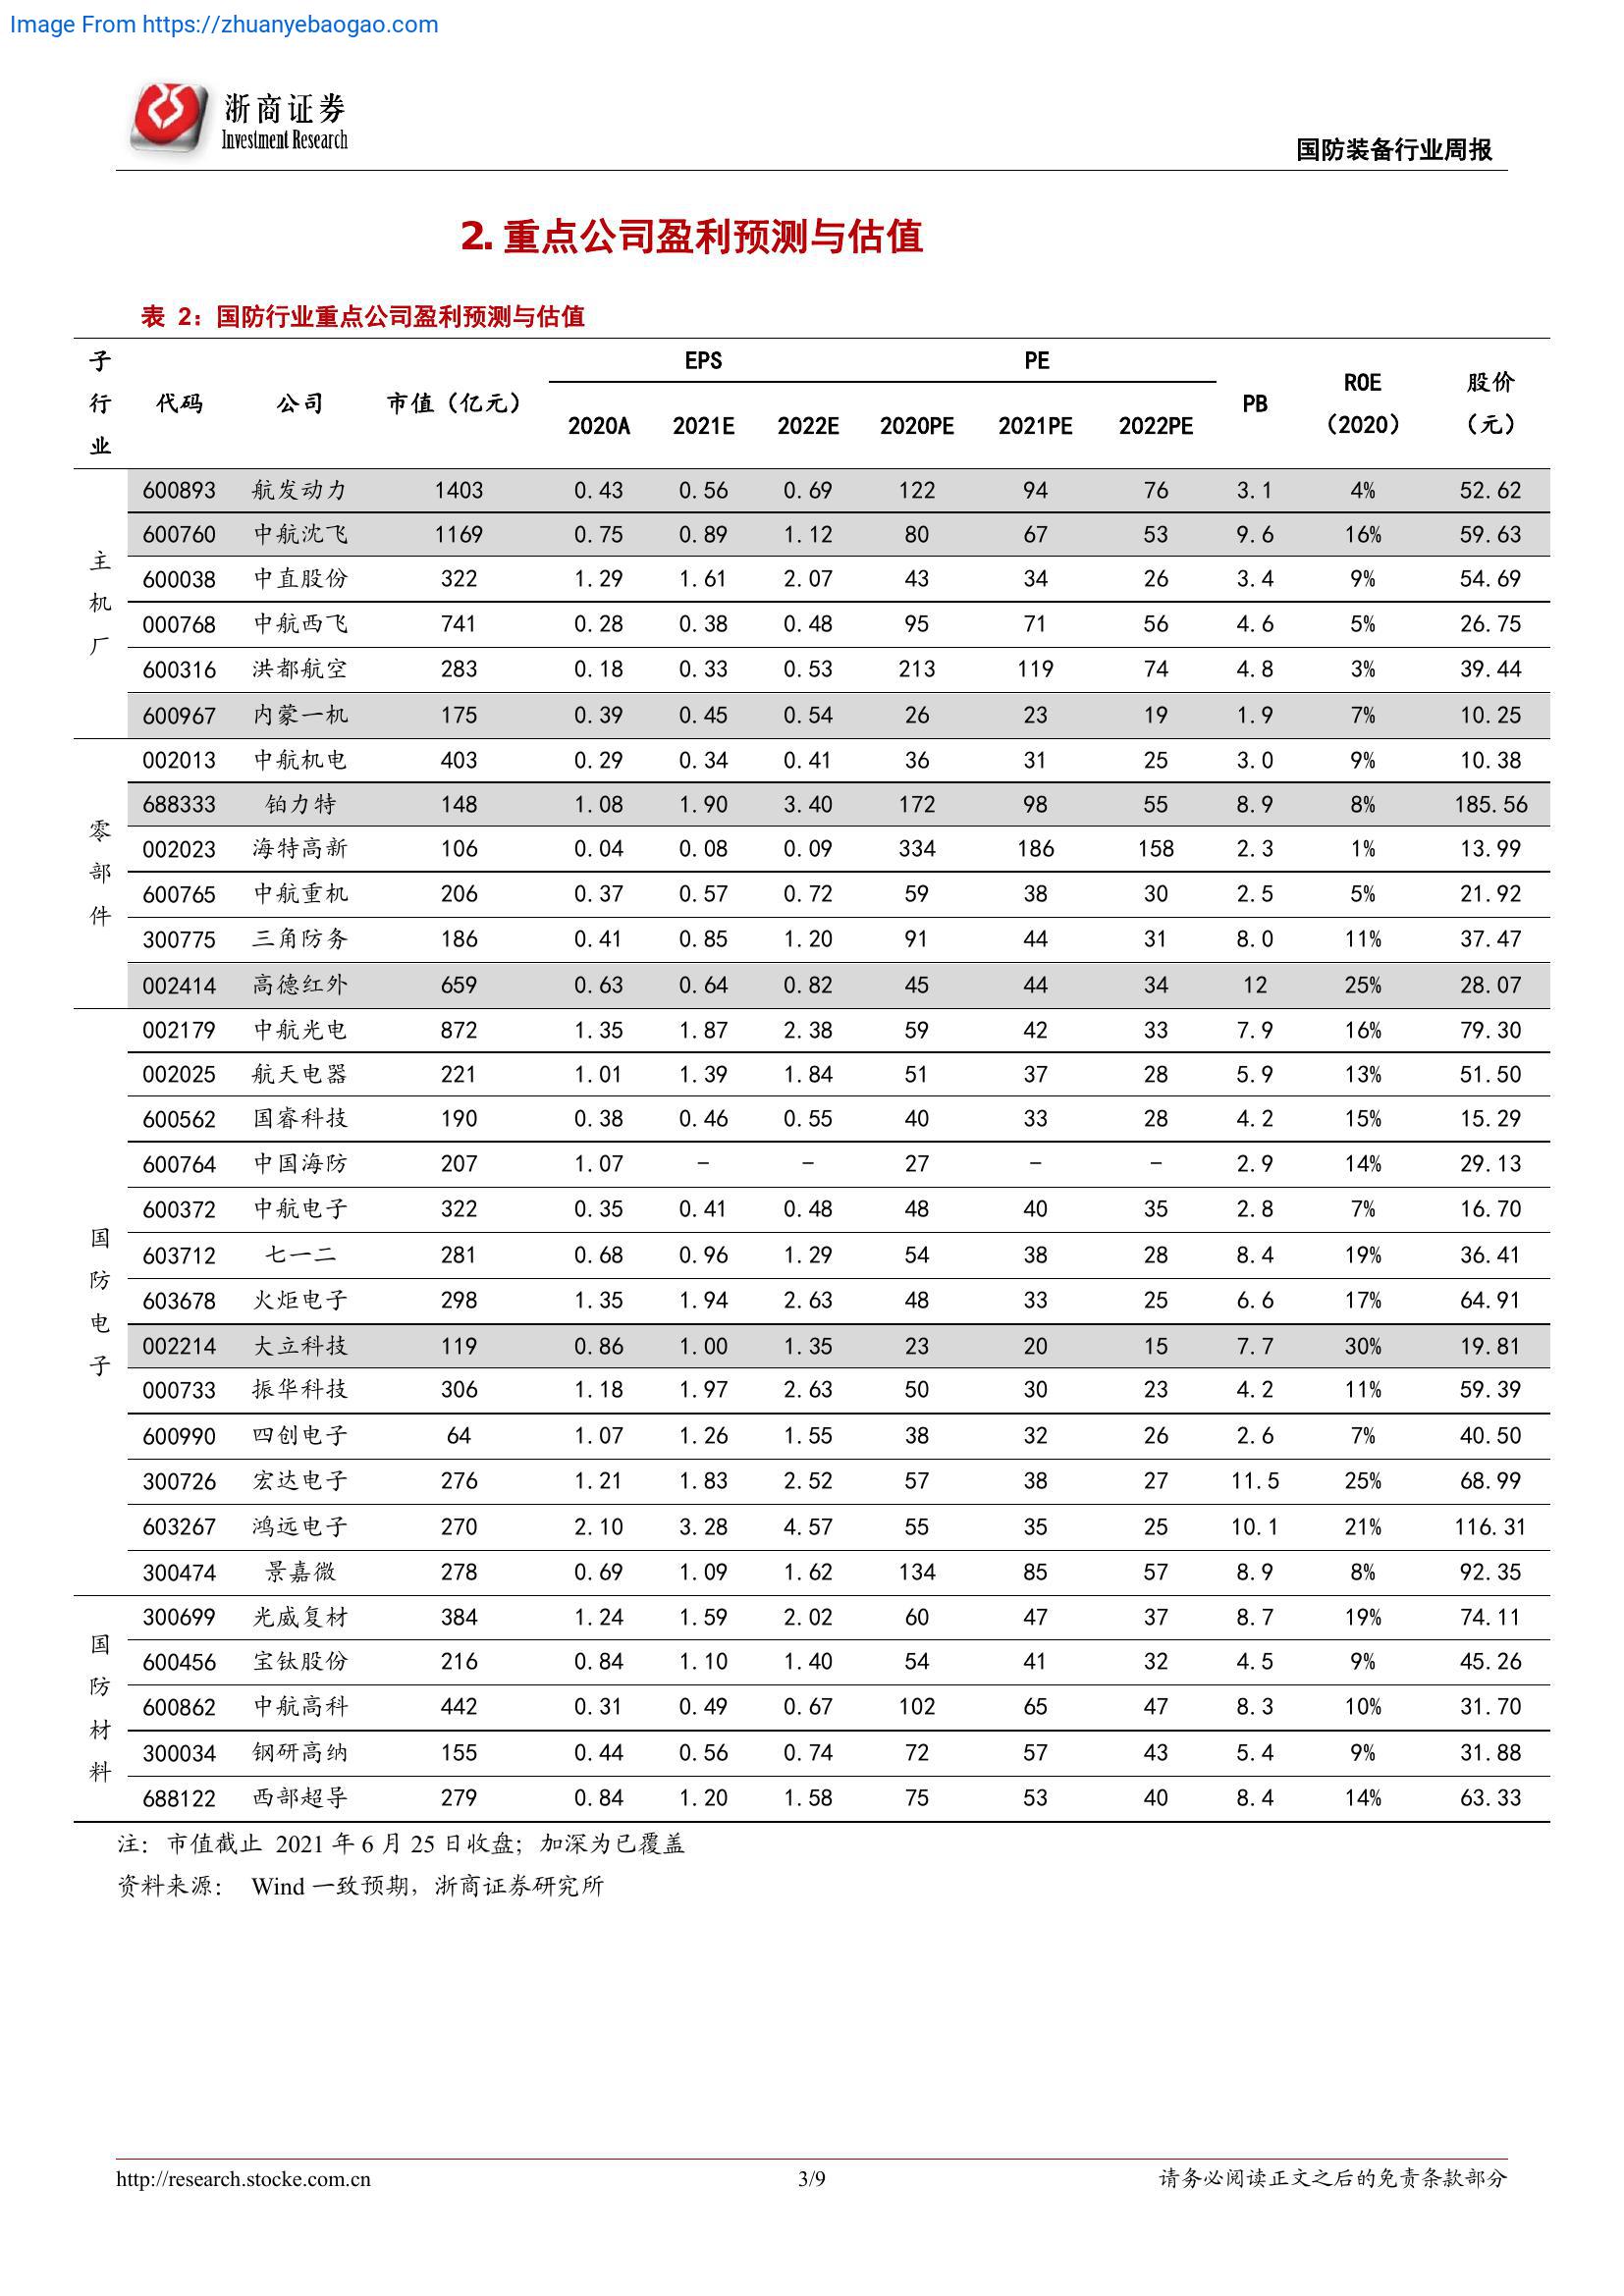 Image From https://zhuanyebaogao.com
浙商证券
Investment Research
国防装备行业周报
2. 重点公司盈利预测与估值
表 2：国防行业重点公司盈利预测与估值
子行业 代码 公司 市值（亿元） EPS PE PB ROE（2020） 股价（元）
2020A 2021E 2022E 2020PE 2021PE 2022PE
主机厂
600893 航发动力 1403 0.43 0.56 0.69 122 94 76 3.1 4% 52.62
600760 中航沈飞 1169 0.75 0.89 1.12 80 67 53 9.6 16% 59.63
600038 中直股份 322 1.29 1.61 2.07 43 34 26 3.4 9% 54.69
000768 中航西飞 741 0.28 0.38 0.48 95 71 56 4.6 5% 26.75
600316 洪都航空 283 0.18 0.33 0.53 213 119 74 4.8 3% 39.44
600967 内蒙一机 175 0.39 0.45 0.54 26 23 19 1.9 7% 10.25
零部件
002013 中航机电 403 0.29 0.34 0.41 36 31 25 3.0 9% 10.38
688333 铂力特 148 1.08 1.90 3.40 172 98 55 8.9 8% 185.56
002023 海特高新 106 0.04 0.08 0.09 334 186 158 2.3 1% 13.99
600765 中航重机 206 0.37 0.57 0.72 59 38 30 2.5 5% 21.92
300775 三角防务 186 0.41 0.85 1.20 91 44 31 8.0 11% 37.47
002414 高德红外 659 0.63 0.64 0.82 45 44 34 12 25% 28.07
国防电子
002179 中航光电 872 1.35 1.87 2.38 59 42 33 7.9 16% 79.30
002025 航天电器 221 1.01 1.39 1.84 51 37 28 5.9 13% 51.50
600562 国睿科技 190 0.38 0.46 0.55 40 33 28 4.2 15% 15.29
600764 中国海防 207 1.07 - - 27 - - 2.9 14% 29.13
600372 中航电子 322 0.35 0.41 0.48 48 40 35 2.8 7% 16.70
603712 七一二 281 0.68 0.96 1.29 54 38 28 8.4 19% 36.41
603678 火炬电子 298 1.35 1.94 2.63 48 33 25 6.6 17% 64.91
002214 大立科技 119 0.86 1.00 1.35 23 20 15 7.7 30% 19.81
000733 振华科技 306 1.18 1.97 2.63 50 30 23 4.2 11% 59.39
600990 四创电子 64 1.07 1.26 1.55 38 32 26 2.6 7% 40.50
300726 宏达电子 276 1.21 1.83 2.52 57 38 27 11.5 25% 68.99
603267 鸿远电子 270 2.10 3.28 4.57 55 35 25 10.1 21% 116.31
300474 景嘉微 278 0.69 1.09 1.62 134 85 57 8.9 8% 92.35
国防材料
300699 光威复材 384 1.24 1.59 2.02 60 47 37 8.7 19% 74.11
600456 宝钛股份 216 0.84 1.10 1.40 54 41 32 4.5 9% 45.26
600862 中航高科 442 0.31 0.49 0.67 102 65 47 8.3 10% 31.70
300034 钢研高纳 155 0.44 0.56 0.74 72 57 43 5.4 9% 31.88
688122 西部超导 279 0.84 1.20 1.58 75 53 40 8.4 14% 63.33
注：市值截止 2021 年 6 月 25 日收盘；加深为已覆盖
资料来源： Wind 一致预期，浙商证券研究所
http://research.stocke.com.cn 3/9 请务必阅读正文之后的免责条款部分